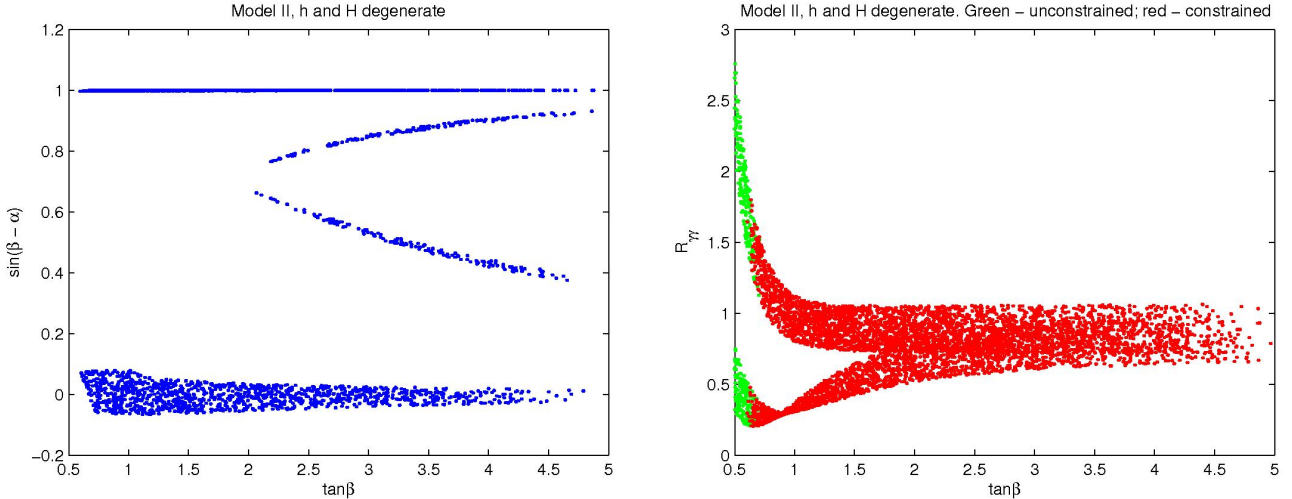 Model II, h and H degenerate
1.2
1
0.8
0.6
0.4
0.2
0
−0.2
sin(β − α)
0.5 1 1.5 2 2.5 3 3.5 4 4.5 5
tanβ
Model II, h and H degenerate. Green − unconstrained; red − constrained
3
2.5
2
1.5
1
0.5
0
Rγγ
0.5 1 1.5 2 2.5 3 3.5 4 4.5 5
tanβ